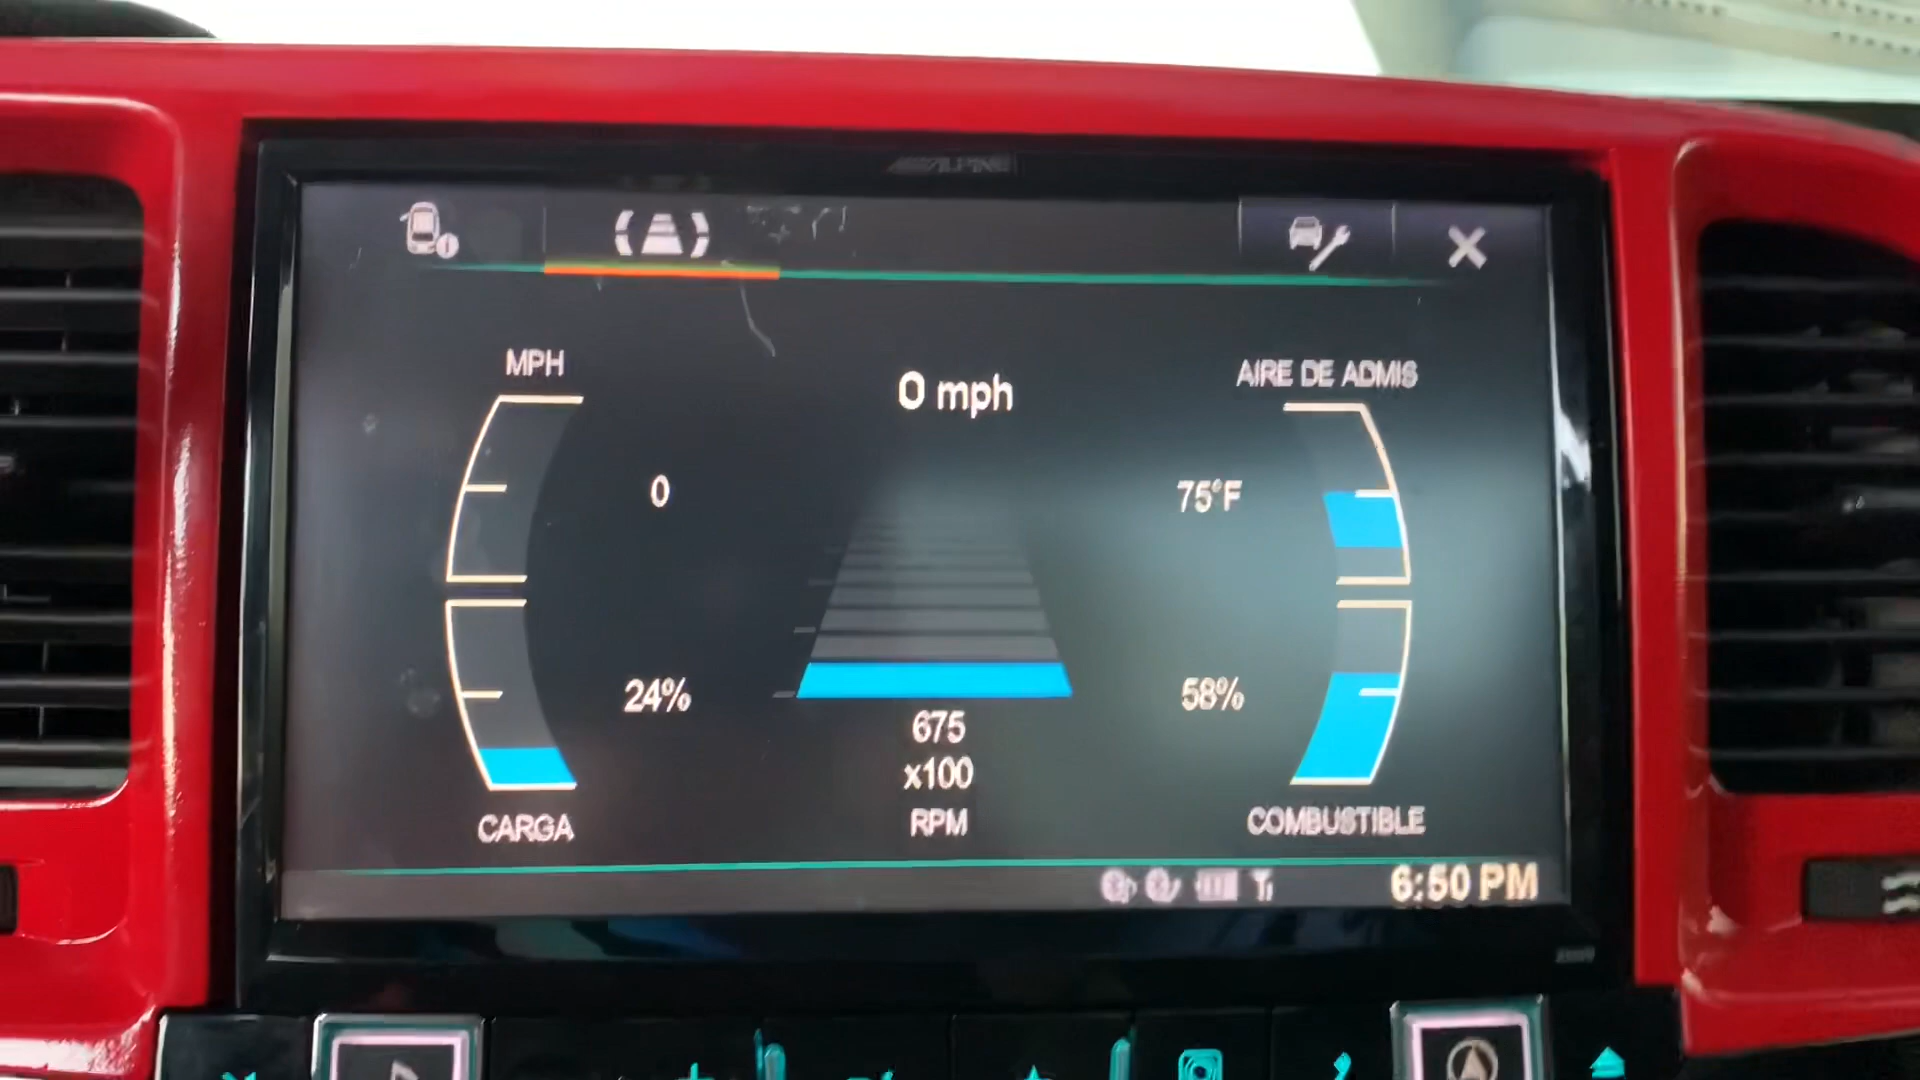 ALPINE
MPH
0 mph
AIRE DE ADMIS
0
75°F
24%
58%
675
x100
RPM
CARGA
COMBUSTIBLE
6:50 PM